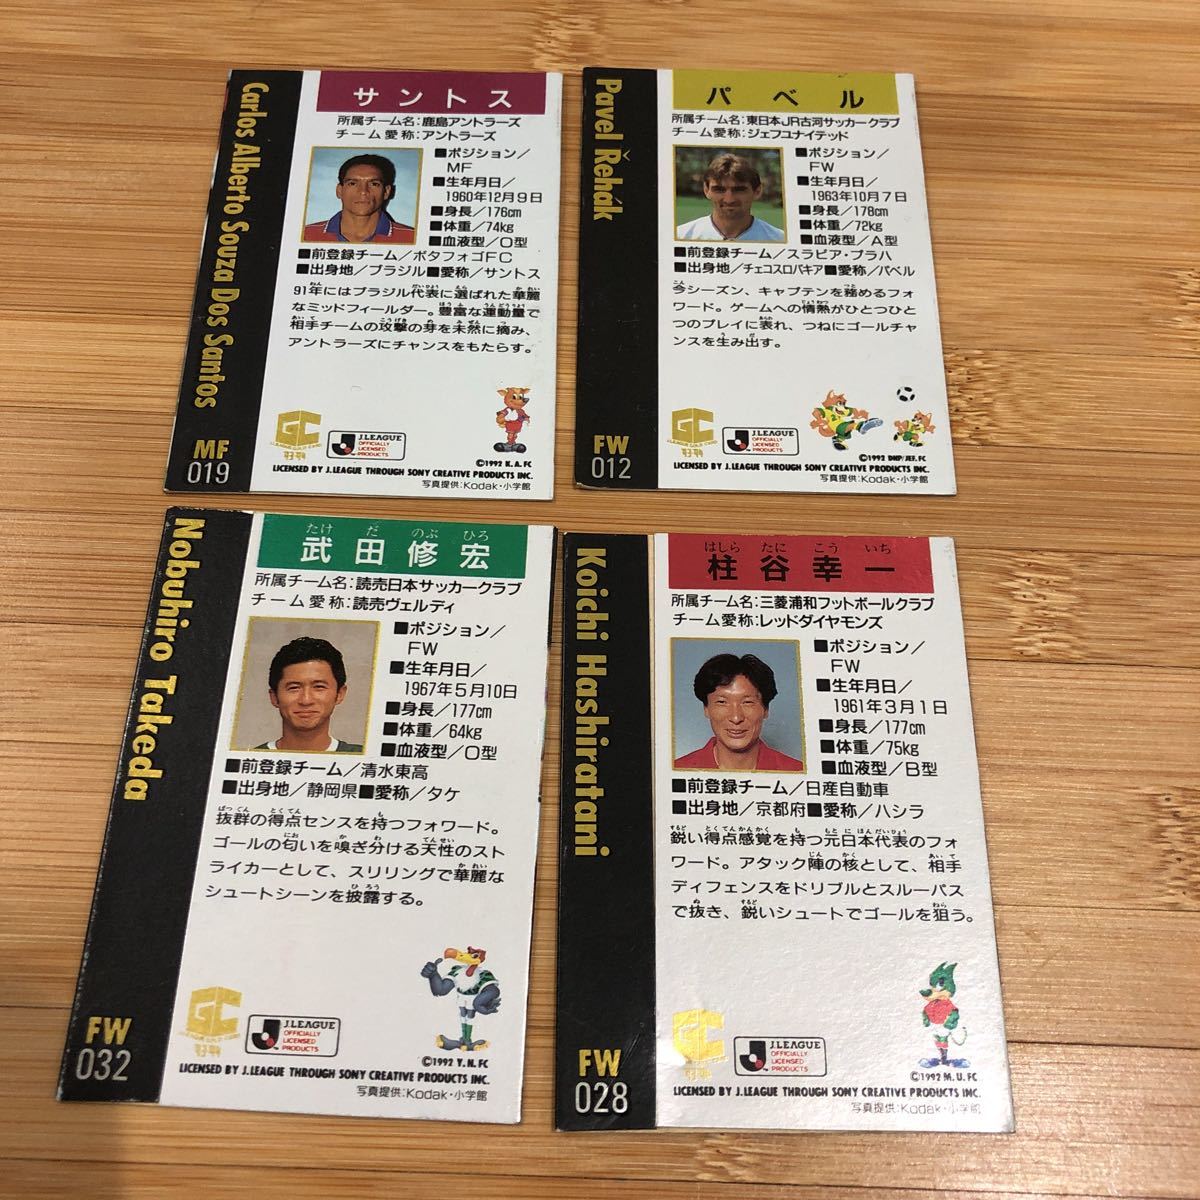 Carlos Alberto Souza Dos Santos
MF
019
サントス
所属チーム名:鹿島アントラーズ
チーム愛称:アントラーズ
■ポジション/
MF
■生年月日/
1960年12月9日
■身長/176cm
■体重/74kg
■血液型/O型
■前登録チーム/ボタフォゴFC
■出身地/ブラジル■愛称/サントス
91年にはブラジル代表に選ばれた華麗
なミッドフィールダー。豊富な運動量で
相手チームの攻撃の芽を未然に摘み、
アントラーズにチャンスをもたらす。
GC
J.LEAGUE GOLD CARD
93-94
J.LEAGUE
OFFICIALLY
LICENSED
PRODUCTS
©1992 K.A.FC
LICENSED BY J.LEAGUE THROUGH SONY CREATIVE PRODUCTS INC.
写真提供:Kodak・小学館
Pavel Řehák
FW
012
パベル
所属チーム名:東日本JR古河サッカークラブ
チーム愛称:ジェフユナイテッド
■ポジション/
FW
■生年月日/
1963年10月7日
■身長/178cm
■体重/72kg
■血液型/A型
■前登録チーム/スラビア・プラハ
■出身地/チェコスロバキア■愛称/パベル
今シーズン、キャプテンを務めるフォ
ワード。ゲームへの情熱がひとつひと
つのプレイに表れ、つねにゴールチャ
ンスを生み出す。
GC
J.LEAGUE GOLD CARD
93-94
J.LEAGUE
OFFICIALLY
LICENSED
PRODUCTS
©1992 DHP/JEF.FC
LICENSED BY J.LEAGUE THROUGH SONY CREATIVE PRODUCTS INC.
写真提供:Kodak・小学館
Nobuhiro Takeda
FW
032
たけ だ のぶ ひろ
武田修宏
所属チーム名:読売日本サッカークラブ
チーム愛称:読売ヴェルディ
■ポジション/
FW
■生年月日/
1967年5月10日
■身長/177cm
■体重/64kg
■血液型/O型
■前登録チーム/清水東高
■出身地/静岡県■愛称/タケ
抜群の得点センスを持つフォワード。
ゴールの匂いを嗅ぎ分ける天性のスト
ライカーとして、スリリングで華麗な
シュートシーンを披露する。
GC
93-94
J.LEAGUE
OFFICIALLY
LICENSED
PRODUCTS
©1992 Y.N.FC
LICENSED BY J.LEAGUE THROUGH SONY CREATIVE PRODUCTS INC.
写真提供:Kodak・小学館
Koichi Hashiratani
FW
028
はしら たに こう いち
柱谷幸一
所属チーム名:三菱浦和フットボールクラブ
チーム愛称:レッドダイヤモンズ
■ポジション/
FW
■生年月日/
1961年3月1日
■身長/177cm
■体重/75kg
■血液型/B型
■前登録チーム/日産自動車
■出身地/京都府■愛称/ハシラ
鋭い得点感覚を持つ元日本代表のフォ
ワード。アタック陣の核として、相手
ディフェンスをドリブルとスルーパス
で抜き、鋭いシュートでゴールを狙う。
GC
93-94
J.LEAGUE
OFFICIALLY
LICENSED
PRODUCTS
©1992 M.U.FC
LICENSED BY J.LEAGUE THROUGH SONY CREATIVE PRODUCTS INC.
写真提供:Kodak・小学館